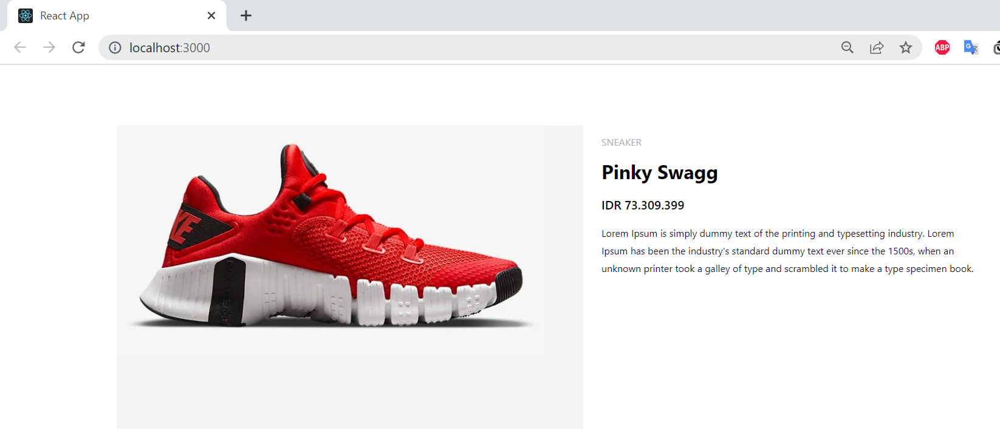 React App
localhost:3000
ABP
G
SNEAKER
Pinky Swagg
IDR 73.309.399
Lorem Ipsum is simply dummy text of the printing and typesetting industry. Lorem
Ipsum has been the industry's standard dummy text ever since the 1500s, when an
unknown printer took a galley of type and scrambled it to make a type specimen book.